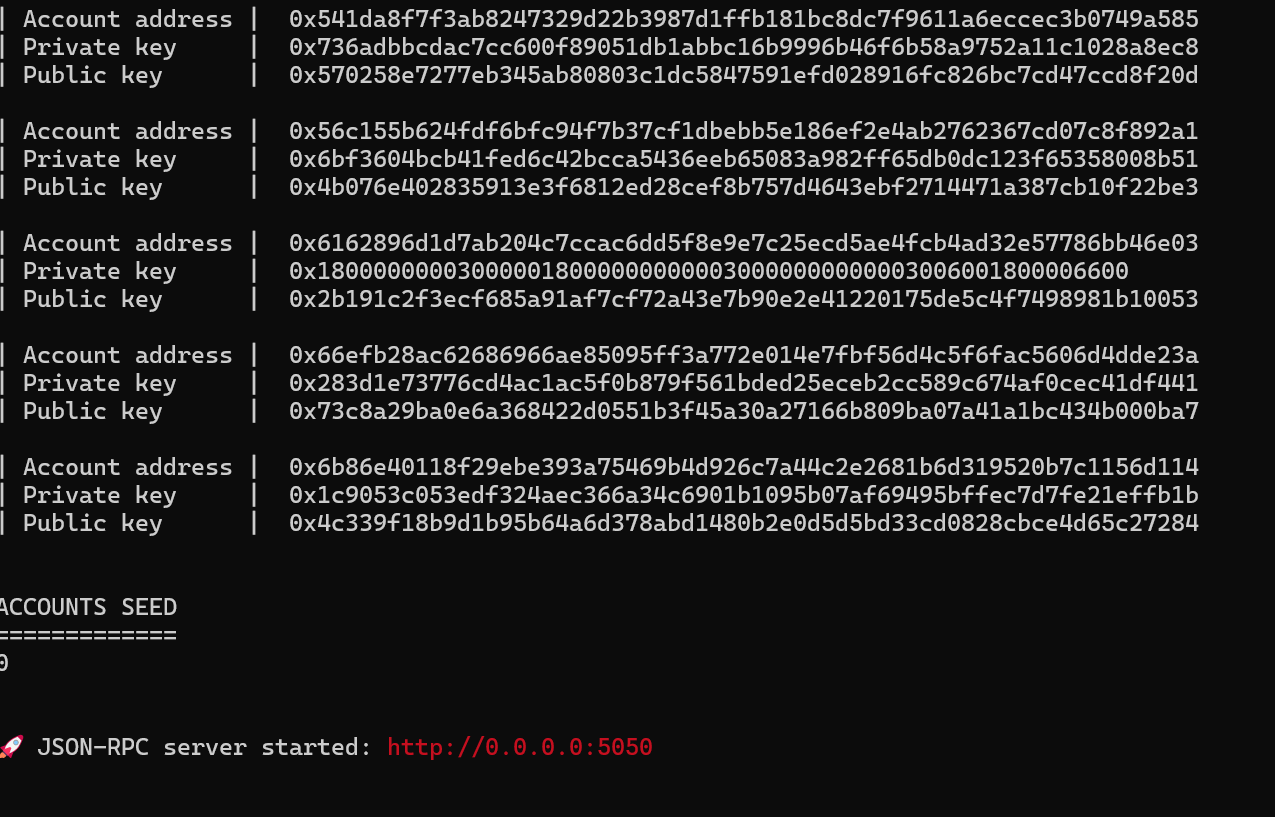 | Account address |  0x541da8f7f3ab8247329d22b3987d1ffb181bc8dc7f9611a6eccec3b0749a585
| Private key     |  0x736adbbcdac7cc600f89051db1abbc16b9996b46f6b58a9752a11c1028a8ec8
| Public key      |  0x570258e7277eb345ab80803c1dc5847591efd028916fc826bc7cd47ccd8f20d
| Account address |  0x56c155b624fdf6bfc94f7b37cf1dbebb5e186ef2e4ab2762367cd07c8f892a1
| Private key     |  0x6bf3604bcb41fed6c42bcca5436eeb65083a982ff65db0dc123f65358008b51
| Public key      |  0x4b076e402835913e3f6812ed28cef8b757d4643ebf2714471a387cb10f22be3
| Account address |  0x6162896d1d7ab204c7ccac6dd5f8e9e7c25ecd5ae4fcb4ad32e57786bb46e03
| Private key     |  0x1800000000300000180000000000030000000000003006001800006600
| Public key      |  0x2b191c2f3ecf685a91af7cf72a43e7b90e2e41220175de5c4f7498981b10053
| Account address |  0x66efb28ac62686966ae85095ff3a772e014e7fbf56d4c5f6fac5606d4dde23a
| Private key     |  0x283d1e73776cd4ac1ac5f0b879f561bded25eceb2cc589c674af0cec41df441
| Public key      |  0x73c8a29ba0e6a368422d0551b3f45a30a27166b809ba07a41a1bc434b000ba7
| Account address |  0x6b86e40118f29ebe393a75469b4d926c7a44c2e2681b6d319520b7c1156d114
| Private key     |  0x1c9053c053edf324aec366a34c6901b1095b07af69495bffec7d7fe21effb1b
| Public key      |  0x4c339f18b9d1b95b64a6d378abd1480b2e0d5d5bd33cd0828cbce4d65c27284
ACCOUNTS SEED
=============
0
🚀 JSON-RPC server started: http://0.0.0.0:5050